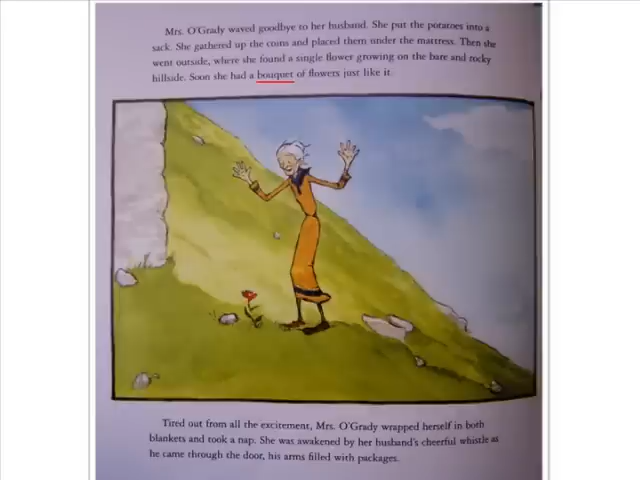 Mrs. O'Grady waved goodbye to her husband. She put the potatoes into a
sack. She gathered up the coins and placed them under the mattress. Then she
went outside, where she found a single flower growing on the bare and rocky
hillside. Soon she had a bouquet of flowers just like it.
Tired out from all the excitement, Mrs. O'Grady wrapped herself in both
blankets and took a nap. She was awakened by her husband's cheerful whistle as
he came through the door, his arms filled with packages.